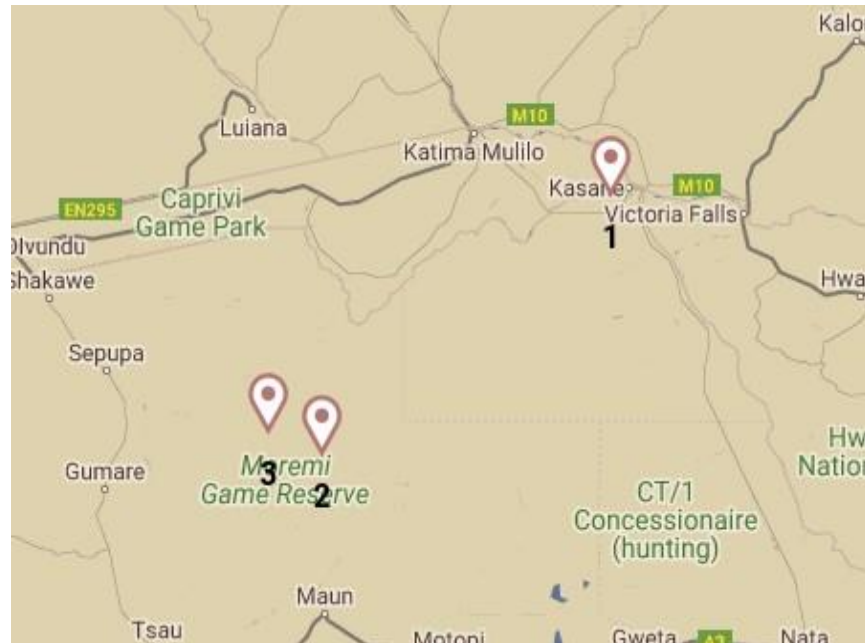 Kalo
Luiana
M10
Katima Mulilo
Kasane
M10
Caprivi
Game Park
EN295
Victoria Falls
1
Divundu
Shakawe
Hwa
Sepupa
Gumare
Moremi
Game Reserve
3
2
Hw
Nation
CT/1
Concessionaire
(hunting)
Maun
Tsau
Motopi
Gweta
A3
Nata